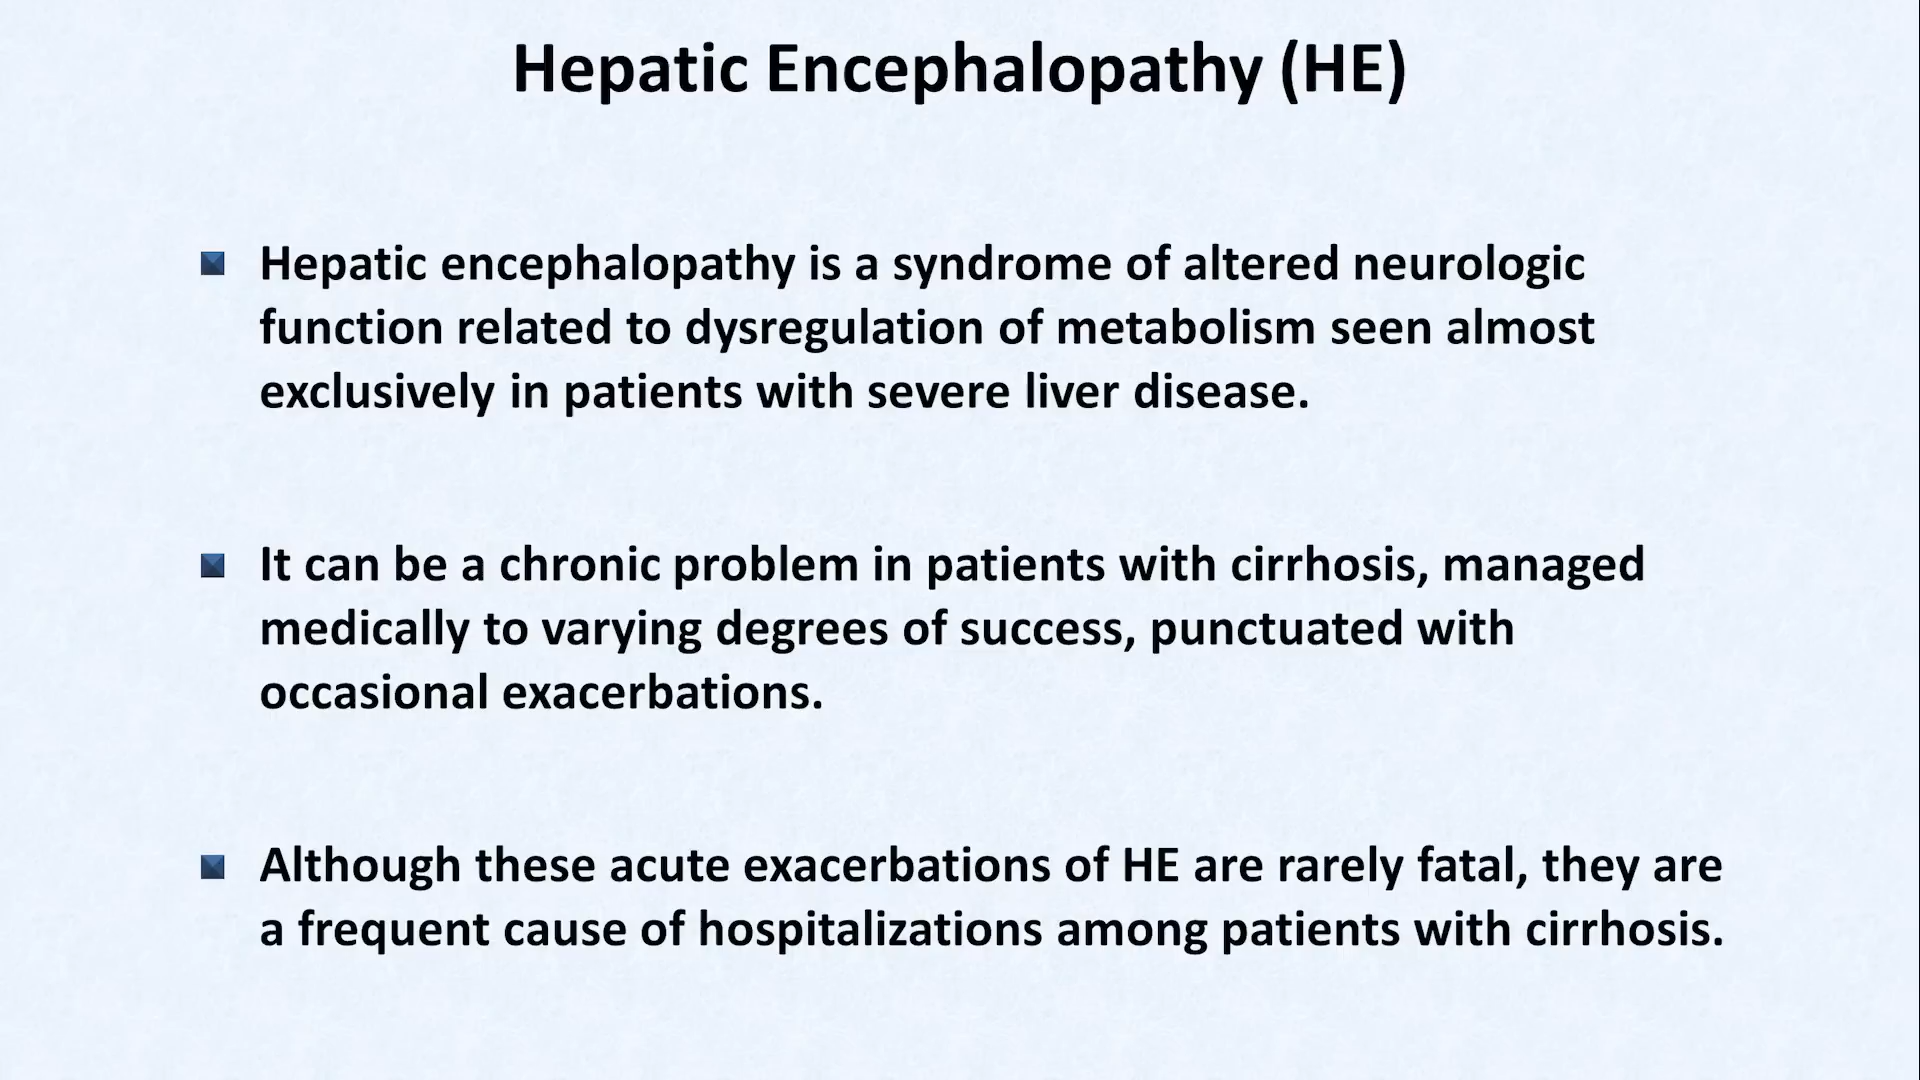 Hepatic Encephalopathy (HE)
Hepatic encephalopathy is a syndrome of altered neurologic
function related to dysregulation of metabolism seen almost
exclusively in patients with severe liver disease.
It can be a chronic problem in patients with cirrhosis, managed
medically to varying degrees of success, punctuated with
occasional exacerbations.
Although these acute exacerbations of HE are rarely fatal, they are
a frequent cause of hospitalizations among patients with cirrhosis.